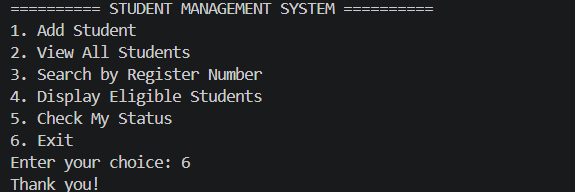 ========== STUDENT MANAGEMENT SYSTEM ==========
1. Add Student
2. View All Students
3. Search by Register Number
4. Display Eligible Students
5. Check My Status
6. Exit
Enter your choice: 6
Thank you!